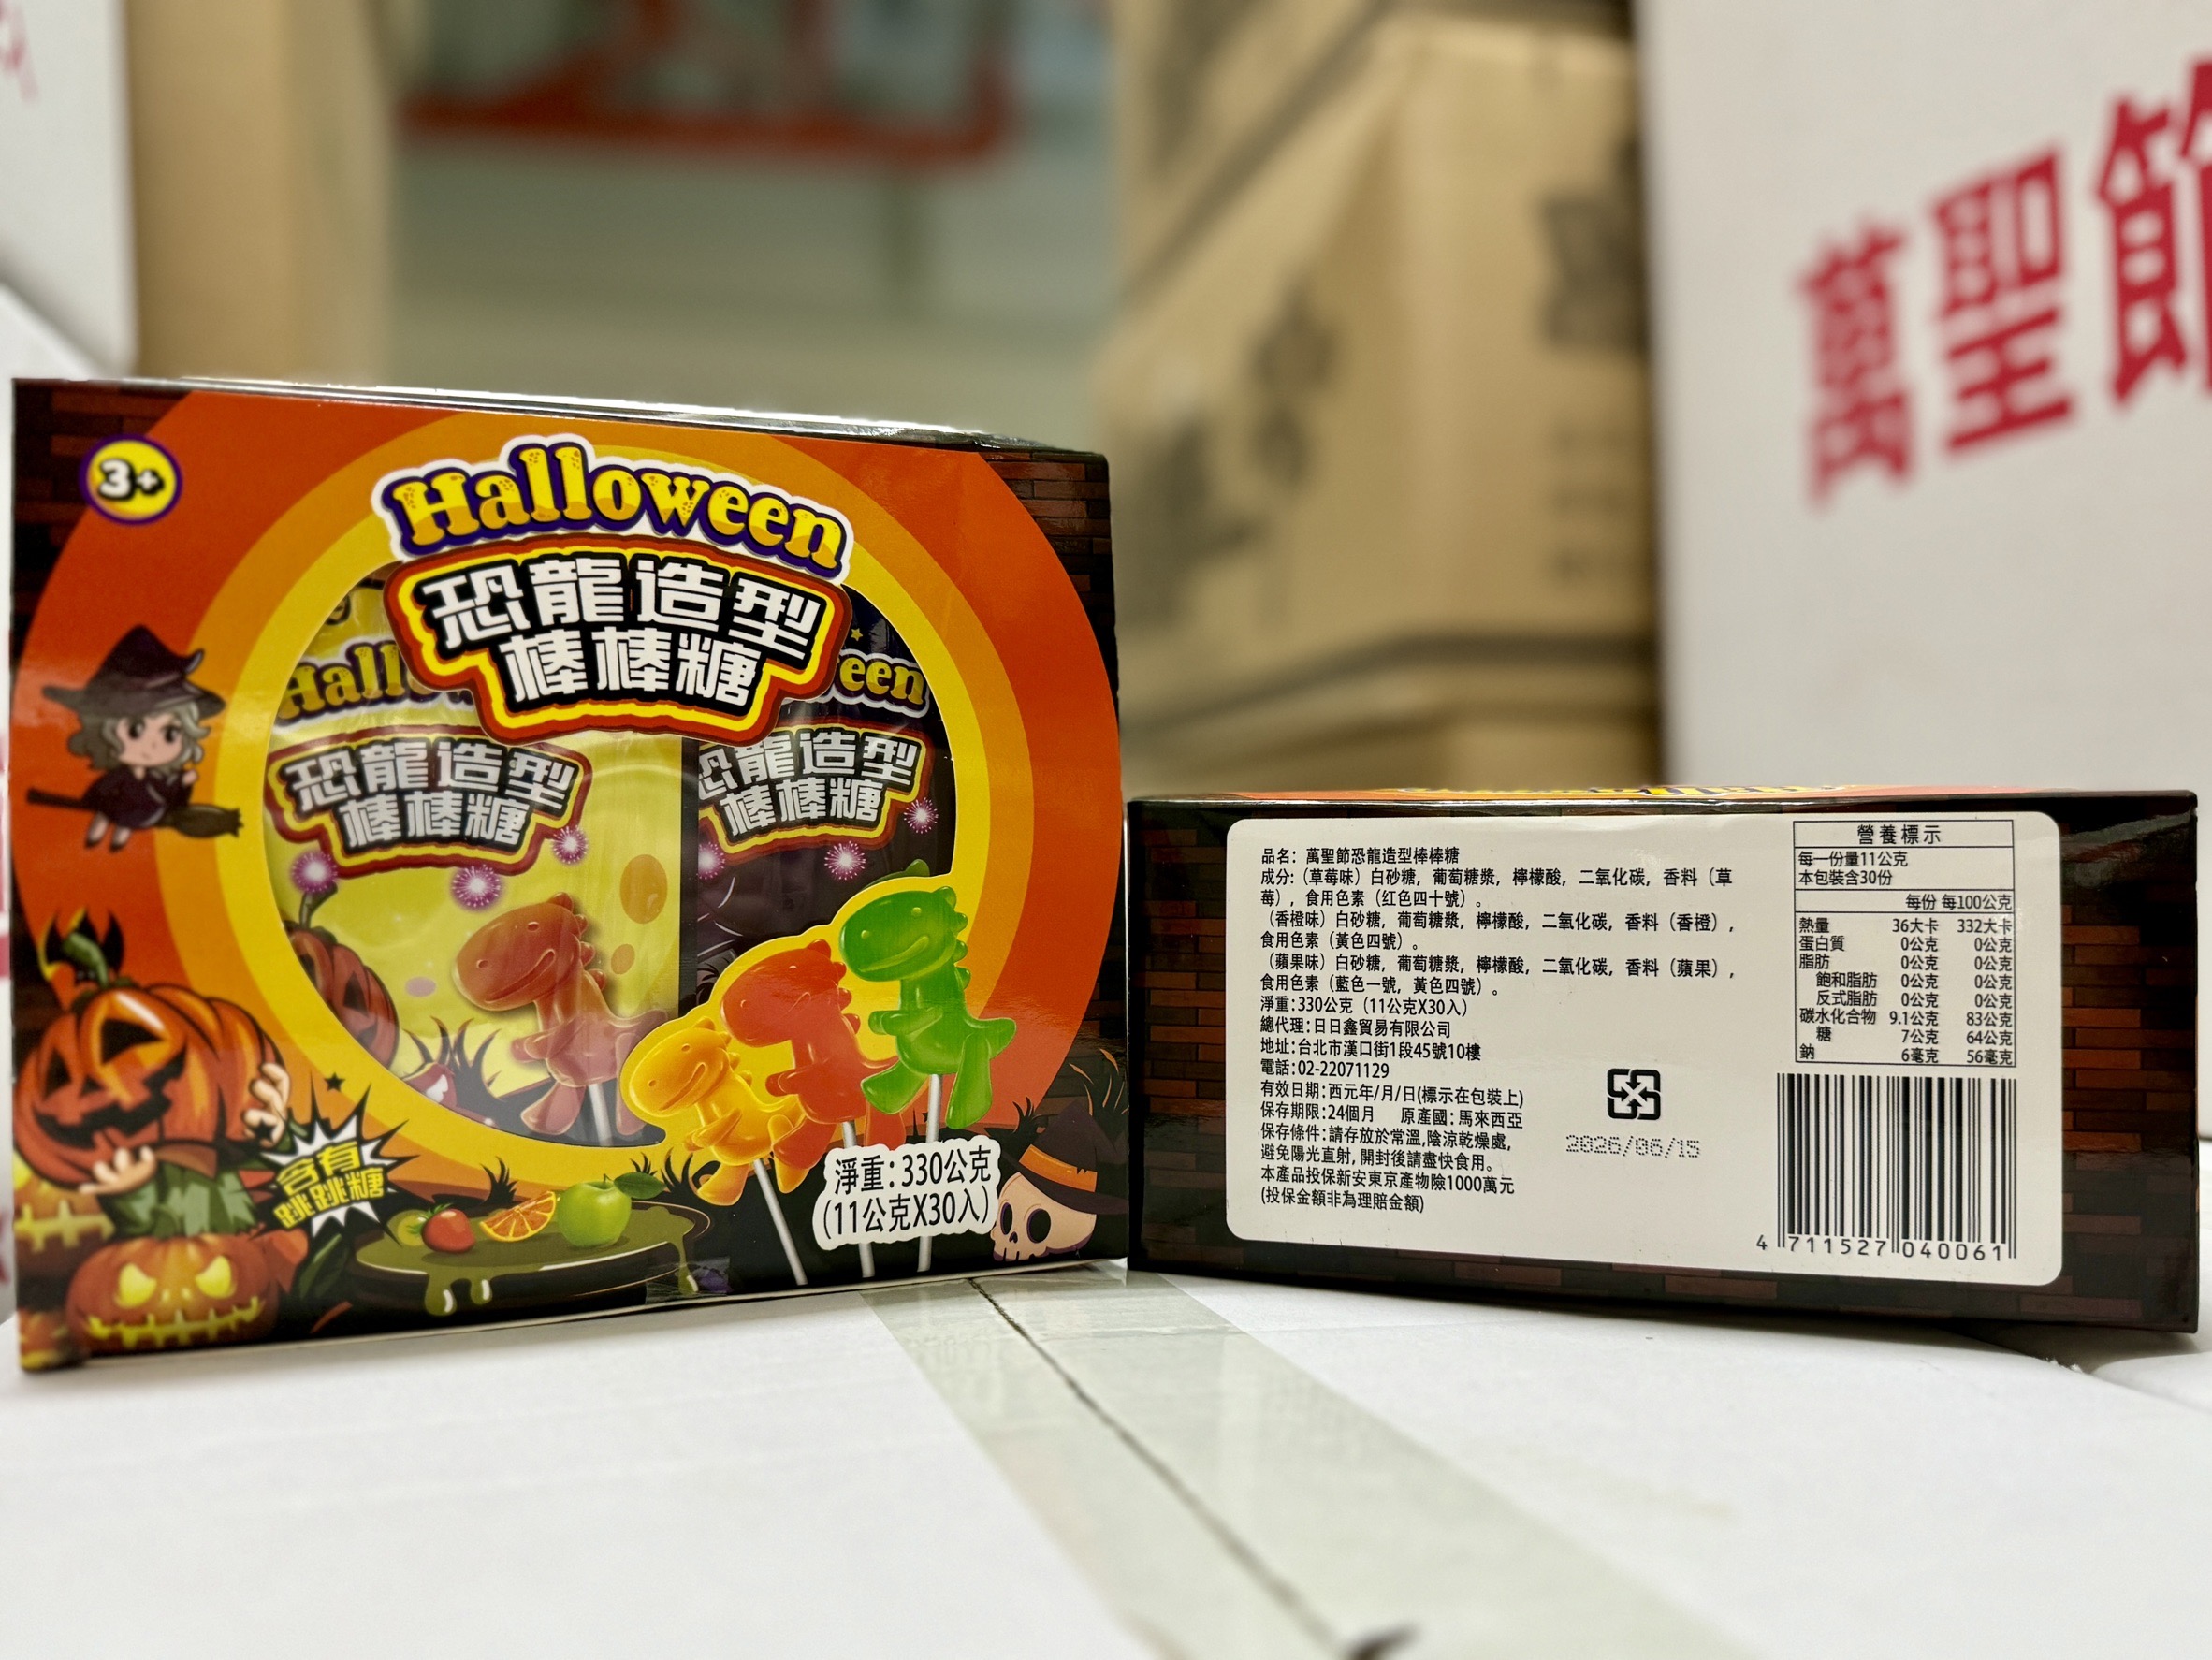 萬聖節
3+
Halloween
恐龍造型
棒棒糖
Hall
een
恐龍造型
棒棒糖
恐龍造型
棒棒糖
含有
跳跳糖
淨重:330公克
(11公克X30入)
品名:萬聖節恐龍造型棒棒糖
成分:(草莓味)白砂糖,葡萄糖漿,檸檬酸,二氧化碳,香料(草
莓),食用色素(红色四十號)。
(香橙味)白砂糖,葡萄糖漿,檸檬酸,二氧化碳,香料(香橙),
食用色素(黃色四號)。
(蘋果味)白砂糖,葡萄糖漿,檸檬酸,二氧化碳,香料(蘋果),
食用色素(藍色一號,黃色四號)。
淨重:330公克(11公克X30入)
總代理:日日鑫貿易有限公司
地址:台北市漢口街1段45號10樓
電話:02-22071129
有效日期:西元年/月/日(標示在包裝上)
保存期限:24個月 原產國:馬來西亞
保存條件:請存放於常溫,陰涼乾燥處,
避免陽光直射,開封後請盡快食用。
本產品投保新安東京產物險1000萬元
(投保金額非為理賠金額)
2026/06/15
營養標示
每一份量11公克
本包裝含30份
每份 每100公克
熱量 36大卡 332大卡
蛋白質 0公克 0公克
脂肪 0公克 0公克
飽和脂肪 0公克 0公克
反式脂肪 0公克 0公克
碳水化合物 9.1公克 83公克
糖 7公克 64公克
鈉 6毫克 56毫克
4 711527 040061